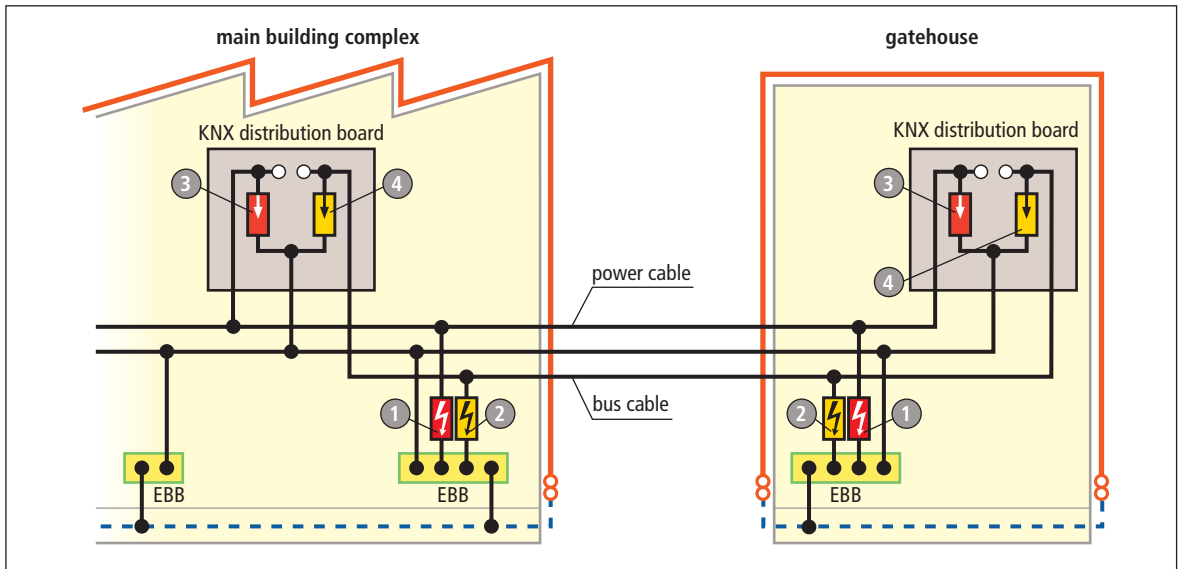 main building complex
gatehouse
KNX distribution board
KNX distribution board
3
4
3
4
power cable
bus cable
1
2
2
1
EBB
EBB
EBB